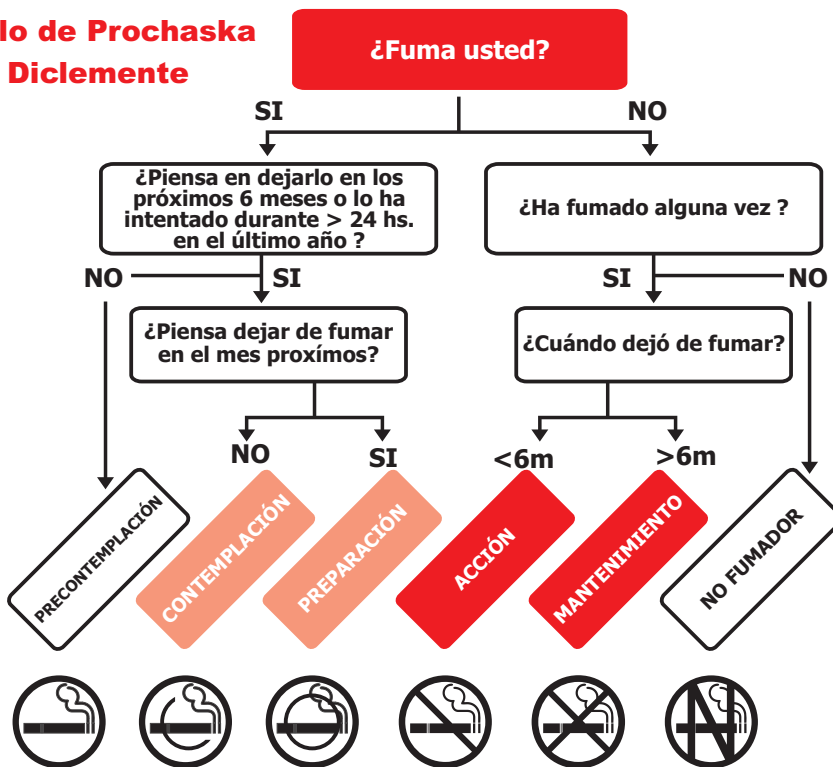 lo de Prochaska
Diclemente
¿Fuma usted?
SI
NO
¿Piensa en dejarlo en los
próximos 6 meses o lo ha
intentado durante > 24 hs.
en el último año ?
¿Ha fumado alguna vez ?
NO
SI
SI
NO
¿Piensa dejar de fumar
en el mes proxímos?
¿Cuándo dejó de fumar?
NO
SI
<6m
>6m
PRECONTEMPLACIÓN
CONTEMPLACIÓN
PREPARACIÓN
ACCIÓN
MANTENIMIENTO
NO FUMADOR